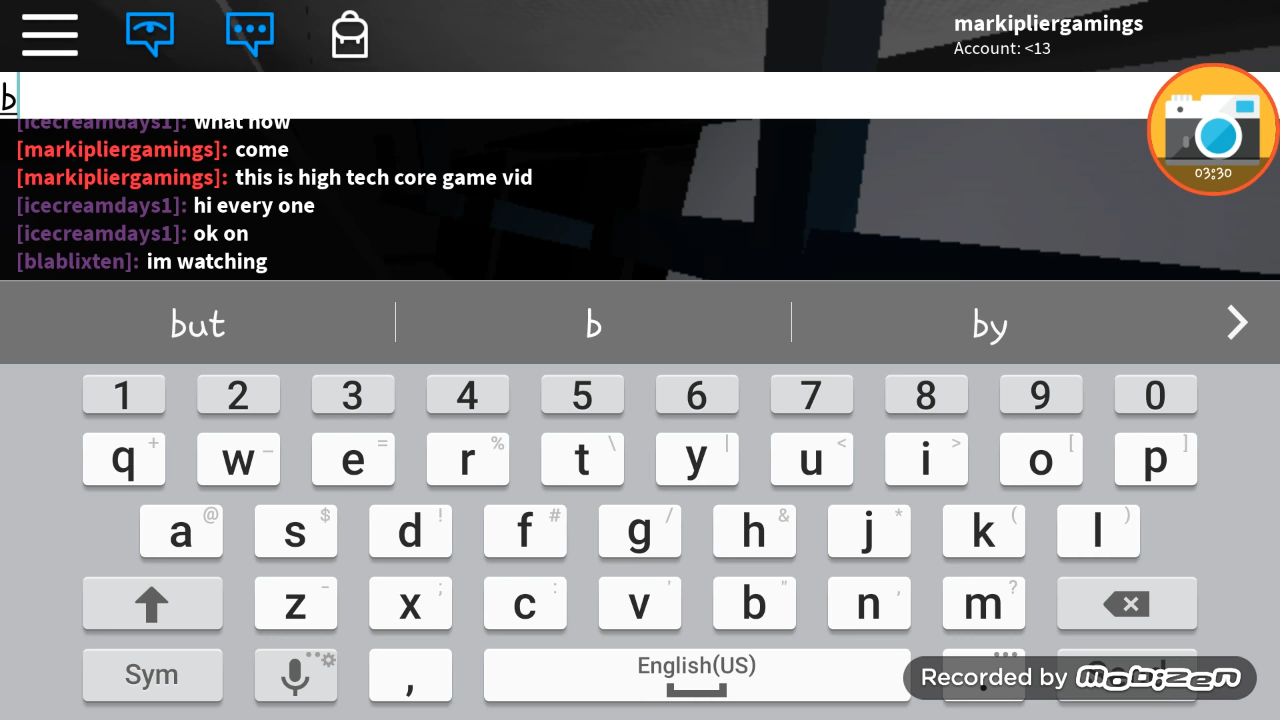 markipliergamings
Account: <13
b
[icecreamdays1]: what now
[markipliergamings]: come
[markipliergamings]: this is high tech core game vid
[icecreamdays1]: hi every one
[icecreamdays1]: ok on
[blablixten]: im watching
03:30
but b by
1 2 3 4 5 6 7 8 9 0
q + w - e = r % t \ y | u < i > o [ p ]
a @ s $ d ! f # g / h & j * k ( l )
z - x ; c : v ' b " n , m ?
Sym , English(US)
Recorded by mobizen